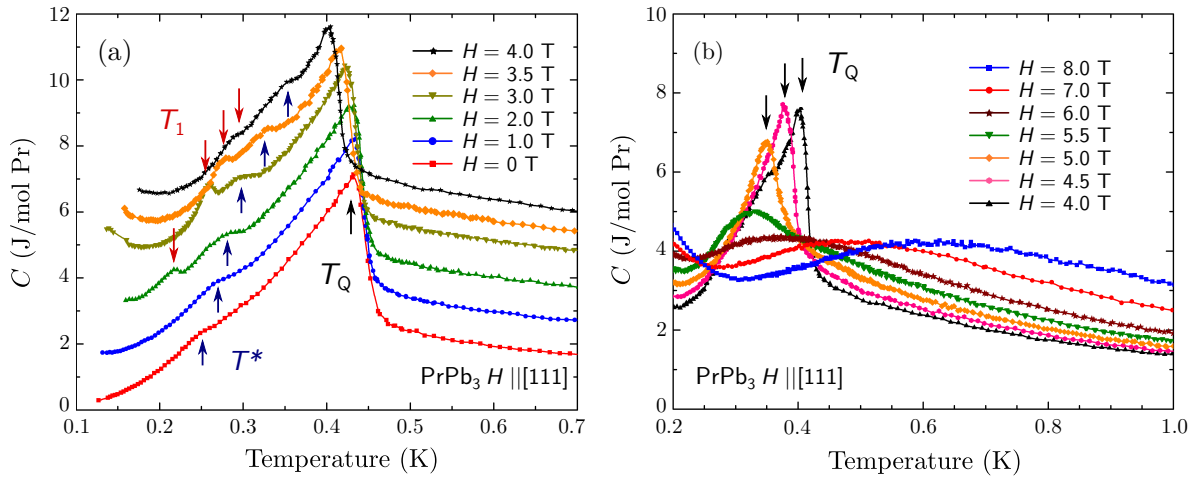 (a)
H = 4.0 T
H = 3.5 T
H = 3.0 T
H = 2.0 T
H = 1.0 T
H = 0 T
T₁
T_Q
T*
PrPb₃ H ||[111]
C (J/mol Pr)
0
2
4
6
8
10
12
0.1
0.2
0.3
0.4
0.5
0.6
0.7
Temperature (K)
(b)
T_Q
H = 8.0 T
H = 7.0 T
H = 6.0 T
H = 5.5 T
H = 5.0 T
H = 4.5 T
H = 4.0 T
PrPb₃ H ||[111]
C (J/mol Pr)
0
2
4
6
8
10
0.2
0.4
0.6
0.8
1.0
Temperature (K)